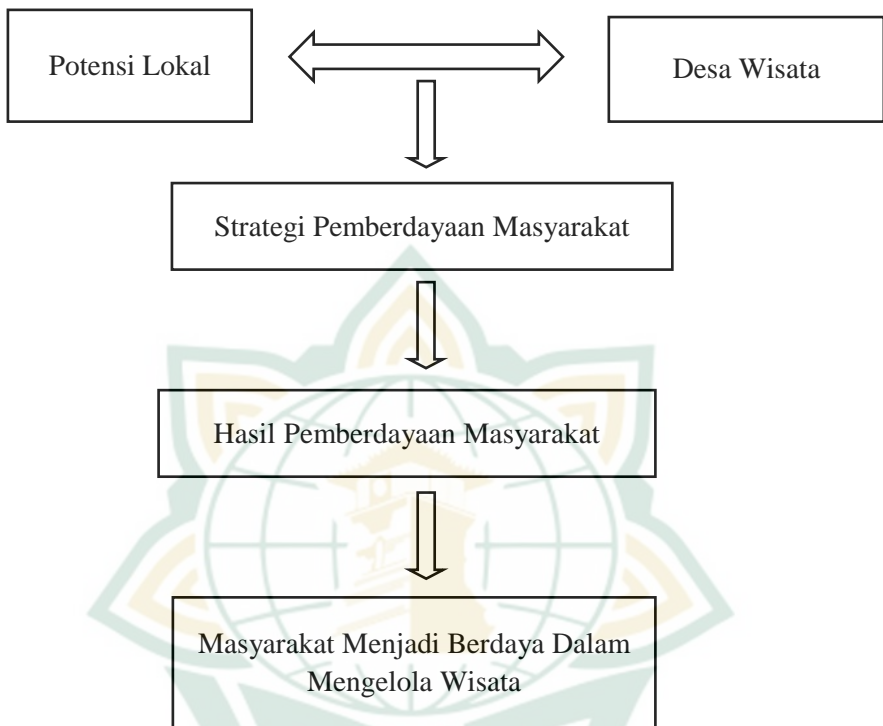 Potensi Lokal
Desa Wisata
Strategi Pemberdayaan Masyarakat
Hasil Pemberdayaan Masyarakat
Masyarakat Menjadi Berdaya Dalam
Mengelola Wisata